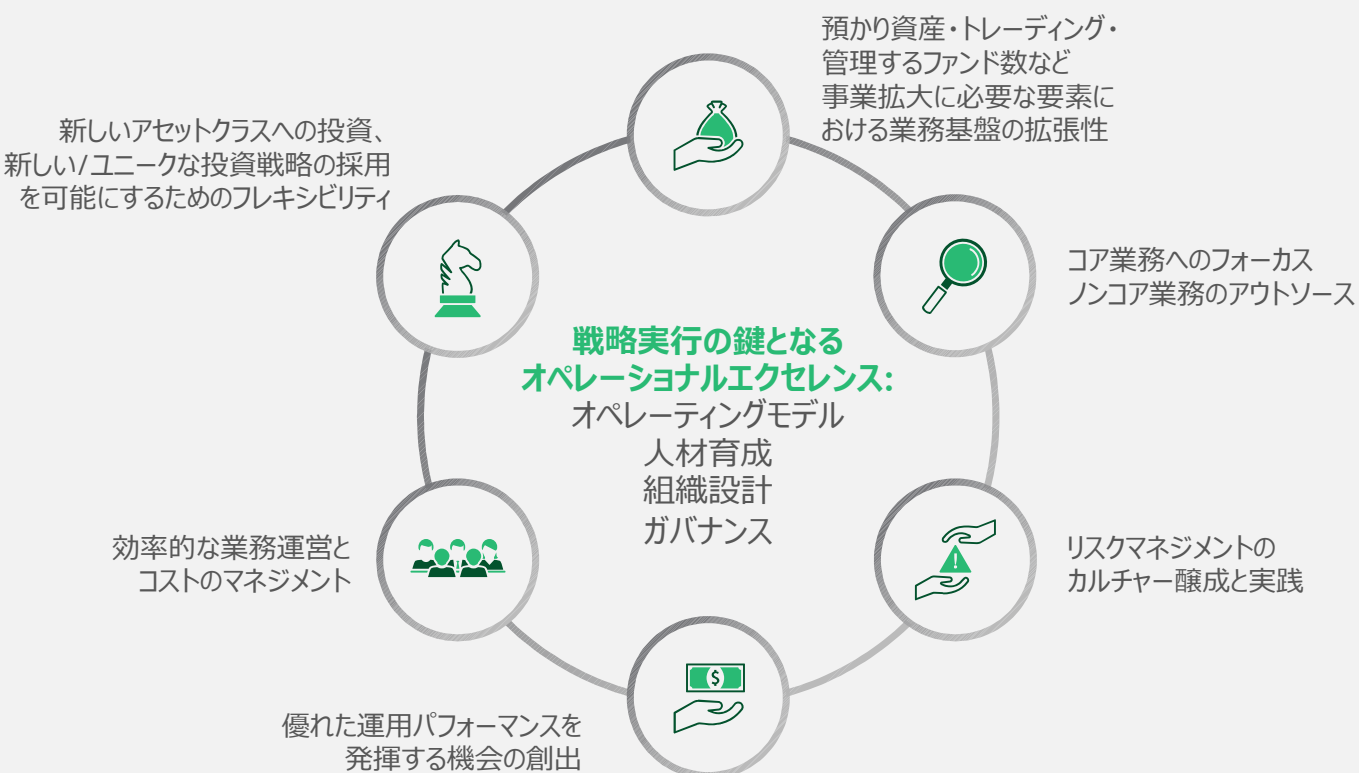 預かり資産・トレーディング・
管理するファンド数など
事業拡大に必要な要素に
おける業務基盤の拡張性
新しいアセットクラスへの投資、
新しい/ユニークな投資戦略の採用
を可能にするためのフレキシビリティ
コア業務へのフォーカス
ノンコア業務のアウトソース
戦略実行の鍵となる
オペレーショナルエクセレンス:
オペレーティングモデル
人材育成
組織設計
ガバナンス
効率的な業務運営と
コストのマネジメント
リスクマネジメントの
カルチャー醸成と実践
$
優れた運用パフォーマンスを
発揮する機会の創出